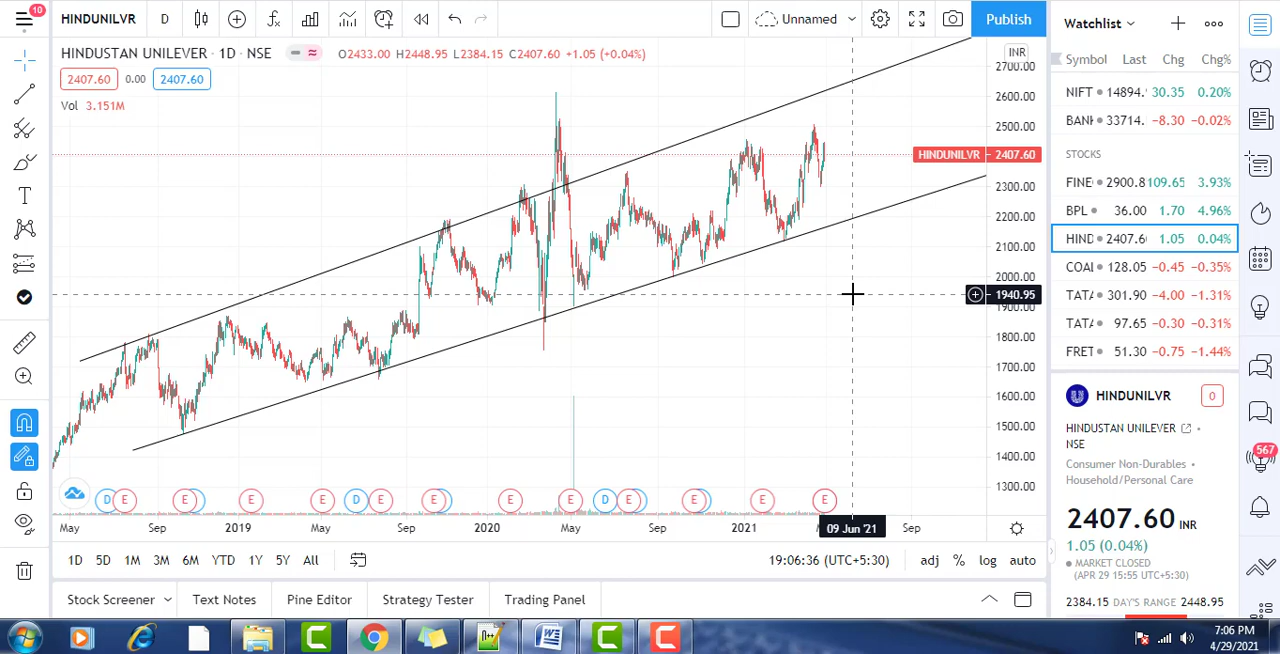 10
HINDUNILVR D Unnamed Publish
Watchlist
HINDUSTAN UNILEVER · 1D · NSE O2433.00 H2448.95 L2384.15 C2407.60 +1.05 (+0.04%)
INR
2407.60 0.00 2407.60
Vol 3.151M
2700.00
2600.00
2500.00
HINDUNILVR 2407.60
2300.00
2200.00
2100.00
2000.00
1940.95
1900.00
1800.00
1700.00
1600.00
1500.00
1400.00
1300.00
D E E E E D E E E E D E E E E
May Sep 2019 May Sep 2020 May Sep 2021 09 Jun '21 Sep
1D 5D 1M 3M 6M YTD 1Y 5Y All 19:06:36 (UTC+5:30) adj % log auto
Stock Screener Text Notes Pine Editor Strategy Tester Trading Panel
Symbol Last Chg Chg%
NIFT 14894. 30.35 0.20%
BANK 33714. −8.30 −0.02%
STOCKS
FINE 2900.8 109.65 3.93%
BPL 36.00 1.70 4.96%
HIND 2407.6 1.05 0.04%
COAL 128.05 −0.45 −0.35%
TATA 301.90 −4.00 −1.31%
TATA 97.65 −0.30 −0.31%
FRET 51.30 −0.75 −1.44%
HINDUNILVR 0
HINDUSTAN UNILEVER •
NSE
Consumer Non-Durables •
Household/Personal Care
2407.60 INR
1.05 (0.04%)
MARKET CLOSED
(APR 29 15:55 UTC+5:30)
2384.15 DAY'S RANGE 2448.95
567
7:06 PM
4/29/2021